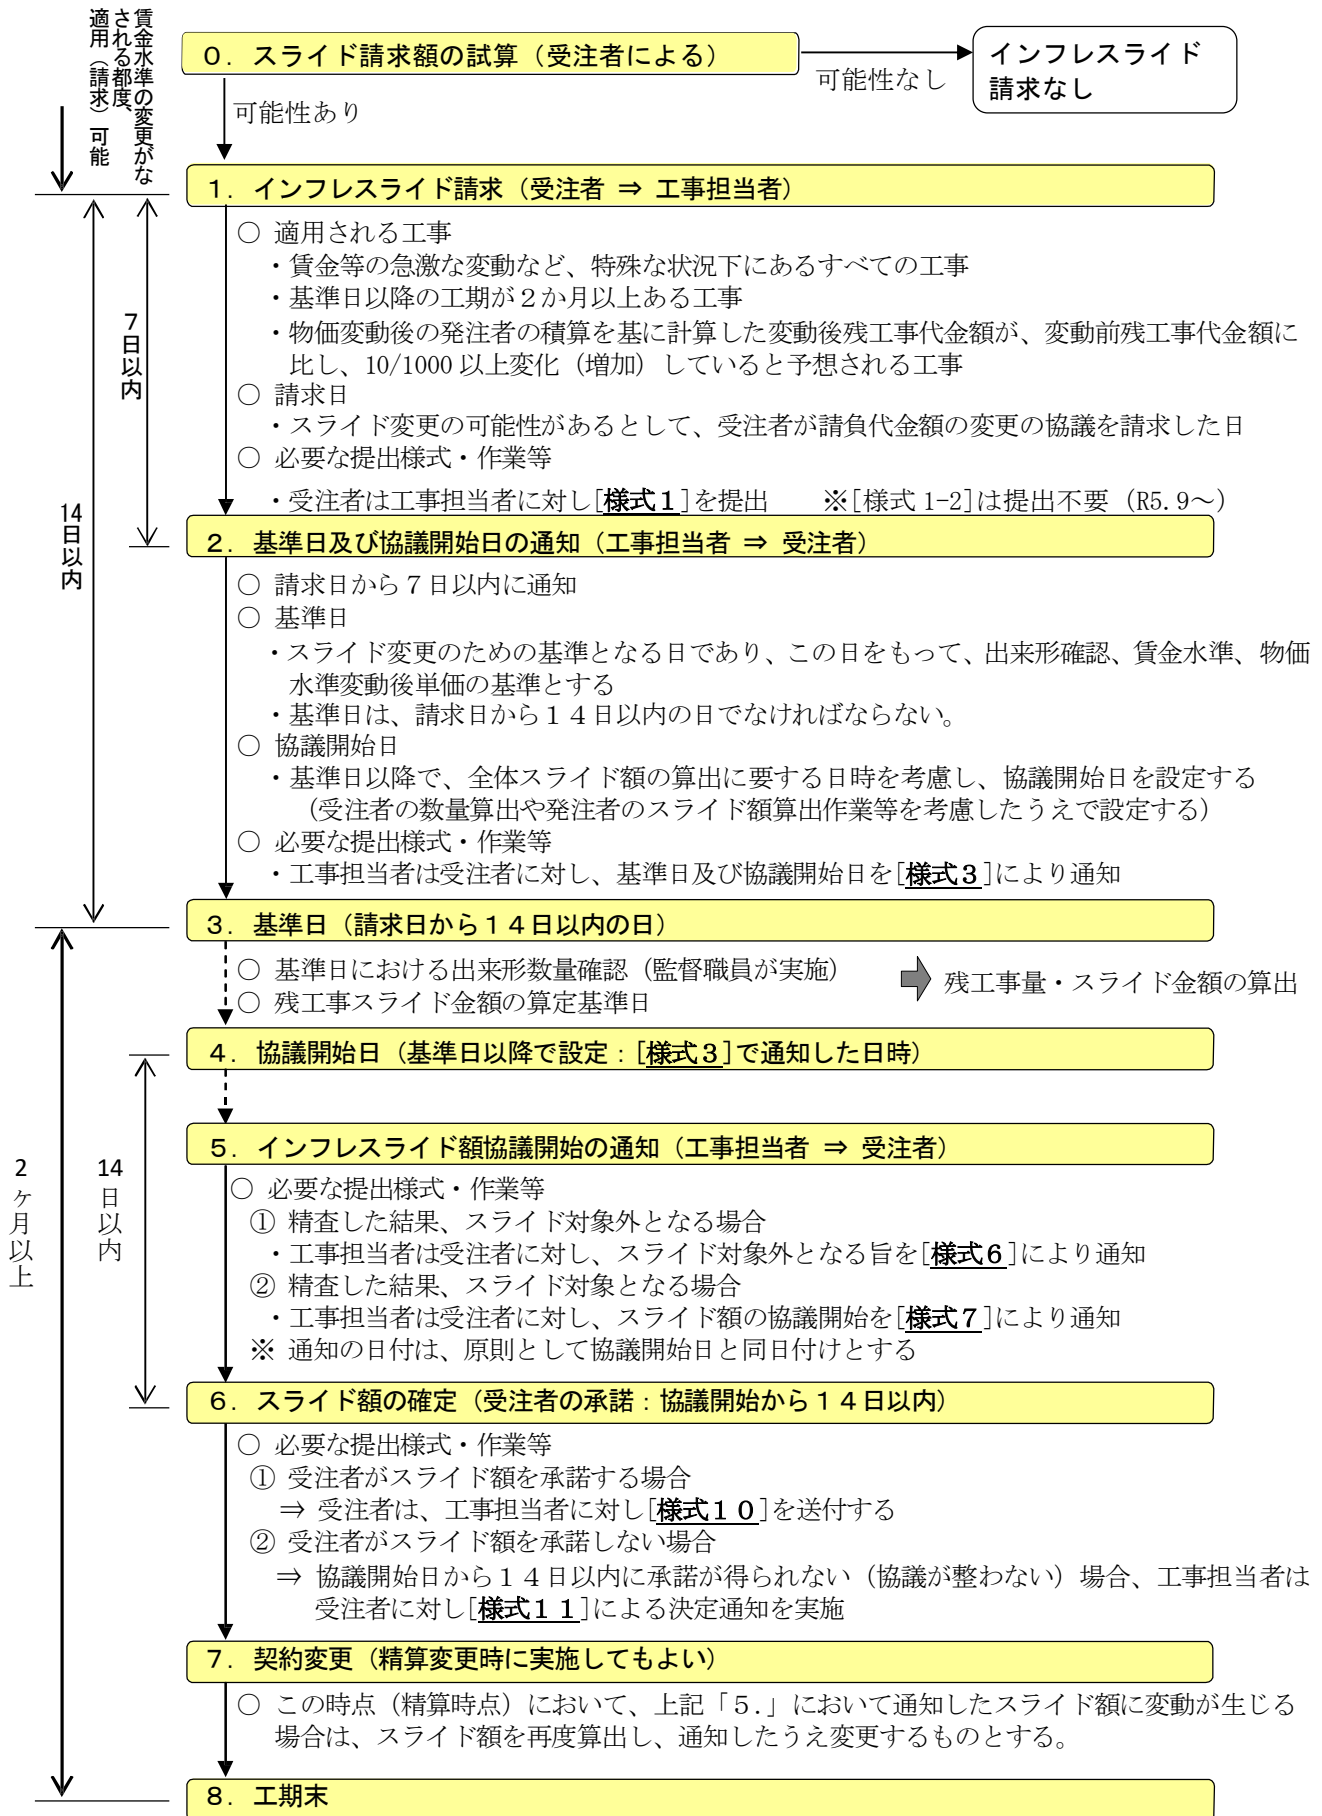 賃金水準の変更がな
される都度、
適用（請求）可能
０．スライド請求額の試算（受注者による）
可能性なし
インフレスライド
請求なし
可能性あり
１．インフレスライド請求（受注者 ⇒ 工事担当者）
○ 適用される工事
・賃金等の急激な変動など、特殊な状況下にあるすべての工事
・基準日以降の工期が２か月以上ある工事
・物価変動後の発注者の積算を基に計算した変動後残工事代金額が、変動前残工事代金額に
比し、10/1000 以上変化（増加）していると予想される工事
○ 請求日
・スライド変更の可能性があるとして、受注者が請負代金額の変更の協議を請求した日
○ 必要な提出様式・作業等
・受注者は工事担当者に対し[様式１]を提出　　※[様式 1-2]は提出不要（R5.9～）
７日以内
14日以内
２．基準日及び協議開始日の通知（工事担当者 ⇒ 受注者）
○ 請求日から７日以内に通知
○ 基準日
・スライド変更のための基準となる日であり、この日をもって、出来形確認、賃金水準、物価
水準変動後単価の基準とする
・基準日は、請求日から１４日以内の日でなければならない。
○ 協議開始日
・基準日以降で、全体スライド額の算出に要する日時を考慮し、協議開始日を設定する
（受注者の数量算出や発注者のスライド額算出作業等を考慮したうえで設定する）
○ 必要な提出様式・作業等
・工事担当者は受注者に対し、基準日及び協議開始日を[様式３]により通知
３．基準日（請求日から１４日以内の日）
○ 基準日における出来形数量確認（監督職員が実施）
○ 残工事スライド金額の算定基準日
残工事量・スライド金額の算出
４．協議開始日（基準日以降で設定：[様式３]で通知した日時）
５．インフレスライド額協議開始の通知（工事担当者 ⇒ 受注者）
2ヶ月以上
14日以内
○ 必要な提出様式・作業等
① 精査した結果、スライド対象外となる場合
・工事担当者は受注者に対し、スライド対象外となる旨を[様式６]により通知
② 精査した結果、スライド対象となる場合
・工事担当者は受注者に対し、スライド額の協議開始を[様式７]により通知
※ 通知の日付は、原則として協議開始日と同日付けとする
６．スライド額の確定（受注者の承諾：協議開始から１４日以内）
○ 必要な提出様式・作業等
① 受注者がスライド額を承諾する場合
⇒ 受注者は、工事担当者に対し[様式１０]を送付する
② 受注者がスライド額を承諾しない場合
⇒ 協議開始日から１４日以内に承諾が得られない（協議が整わない）場合、工事担当者は
受注者に対し[様式１１]による決定通知を実施
７．契約変更（精算変更時に実施してもよい）
○ この時点（精算時点）において、上記「５.」において通知したスライド額に変動が生じる
場合は、スライド額を再度算出し、通知したうえ変更するものとする。
８．工期末